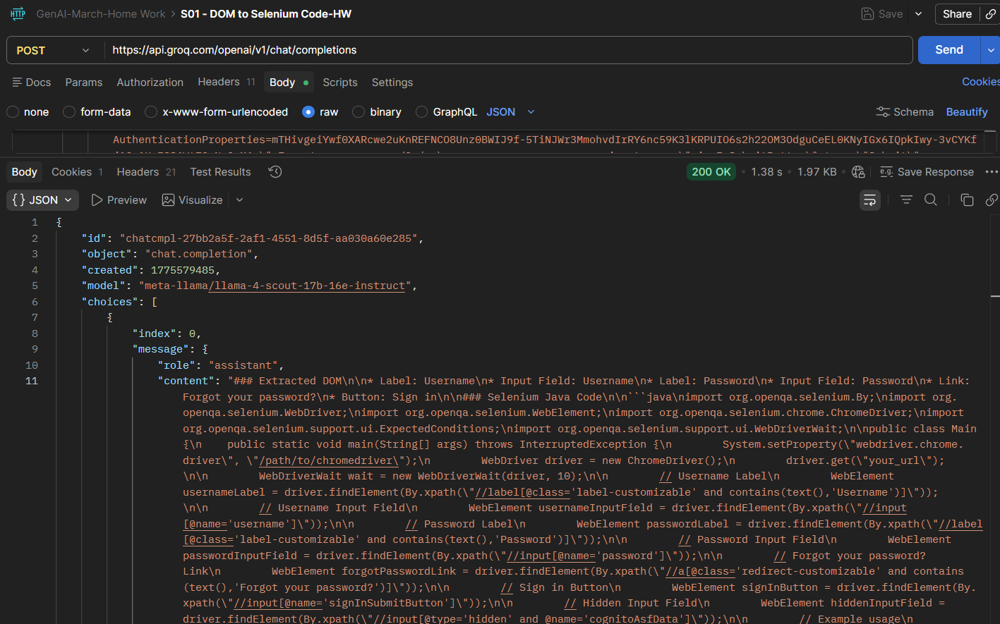 HTTP GenAI-March-Home Work > S01 - DOM to Selenium Code-HW Save Share
POST https://api.groq.com/openai/v1/chat/completions Send
Docs Params Authorization Headers 11 Body Scripts Settings Cookies
none form-data x-www-form-urlencoded raw binary GraphQL JSON Schema Beautify
AuthenticationProperties=mTHivgeiYwf0XARcwe2uKnREFNCO8Unz0BWIJ9f-5TiNJWr3MmohvdIrRY6nc59K3lKRPUIO6s2h22OM3OdguCeEL0KNyIGx6IQpkIwy-3vCYKf
Body Cookies 1 Headers 21 Test Results 200 OK • 1.38 s • 1.97 KB • e.g. Save Response •••
{} JSON Preview Visualize
1 {
2 "id": "chatcmpl-27bb2a5f-2af1-4551-8d5f-aa030a60e285",
3 "object": "chat.completion",
4 "created": 1775579485,
5 "model": "meta-llama/llama-4-scout-17b-16e-instruct",
6 "choices": [
7 {
8 "index": 0,
9 "message": {
10 "role": "assistant",
11 "content": "### Extracted DOM\n\n* Label: Username\n* Input Field: Username\n* Label: Password\n* Input Field: Password\n* Link:
Forgot your password?\n* Button: Sign in\n\n### Selenium Java Code\n\n```java\nimport org.openqa.selenium.By;\nimport org.
openqa.selenium.WebDriver;\nimport org.openqa.selenium.WebElement;\nimport org.openqa.selenium.chrome.ChromeDriver;\nimport
org.openqa.selenium.support.ui.ExpectedConditions;\nimport org.openqa.selenium.support.ui.WebDriverWait;\n\npublic class Main
{\n    public static void main(String[] args) throws InterruptedException {\n        System.setProperty(\"webdriver.chrome.
driver\", \"/path/to/chromedriver\");\n        WebDriver driver = new ChromeDriver();\n        driver.get(\"your_url\");
\n\n        WebDriverWait wait = new WebDriverWait(driver, 10);\n\n        // Username Label\n        WebElement
usernameLabel = driver.findElement(By.xpath(\"//label[@class='label-customizable' and contains(text(),'Username')]\"));
\n\n        // Username Input Field\n        WebElement usernameInputField = driver.findElement(By.xpath(\"//input
[@name='username']\"));\n\n        // Password Label\n        WebElement passwordLabel = driver.findElement(By.xpath(\"//label
[@class='label-customizable' and contains(text(),'Password')]\"));\n\n        // Password Input Field\n        WebElement
passwordInputField = driver.findElement(By.xpath(\"//input[@name='password']\"));\n\n        // Forgot your password?
Link\n        WebElement forgotPasswordLink = driver.findElement(By.xpath(\"//a[@class='redirect-customizable' and contains
(text(),'Forgot your password?')]\"));\n\n        // Sign in Button\n        WebElement signInButton = driver.findElement(By.
xpath(\"//input[@name='signInSubmitButton']\"));\n\n        // Hidden Input Field\n        WebElement hiddenInputField =
driver.findElement(By.xpath(\"//input[@type='hidden' and @name='cognitoAsfData']\"));\n\n        // Example usage\n